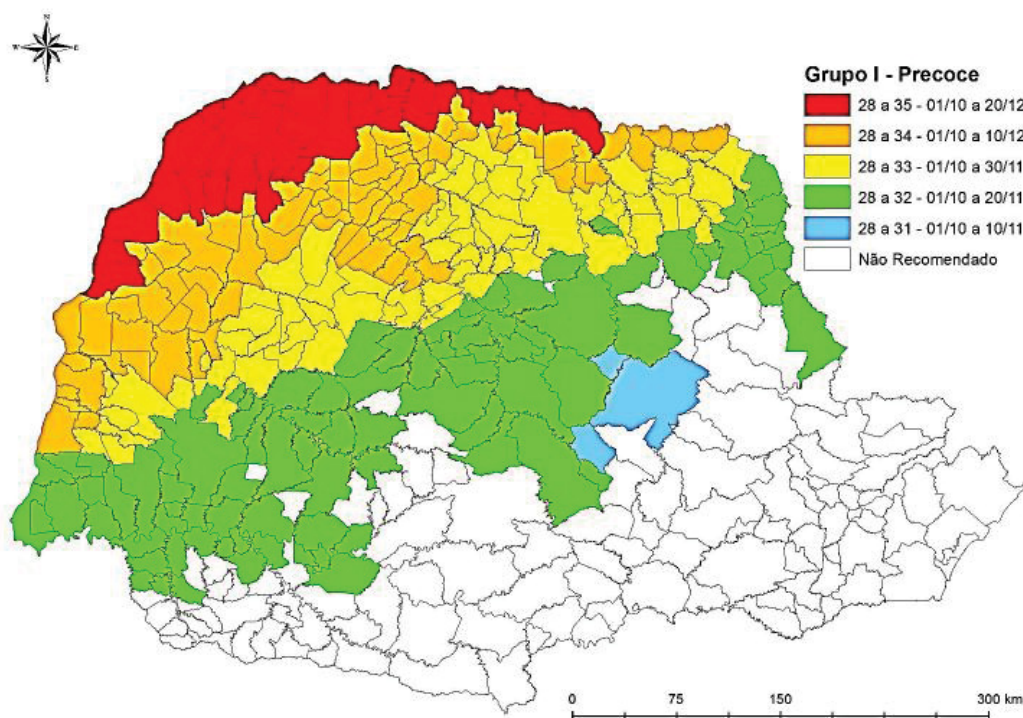 N
W
E
S
Grupo I - Precoce
28 a 35 - 01/10 a 20/12
28 a 34 - 01/10 a 10/12
28 a 33 - 01/10 a 30/11
28 a 32 - 01/10 a 20/11
28 a 31 - 01/10 a 10/11
Não Recomendado
0 75 150 300 km